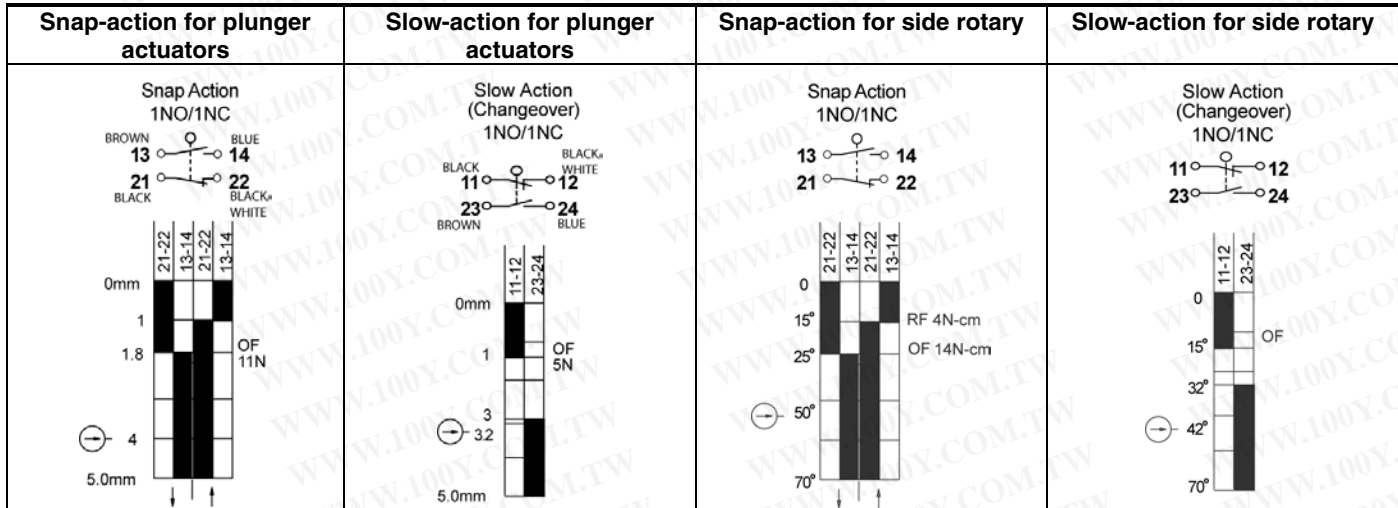 Snap-action for plunger
actuators
Slow-action for plunger
actuators
Snap-action for side rotary
Slow-action for side rotary
Snap Action
1NO/1NC
BROWN
BLUE
13
14
21
22
BLACK
BLACK
WHITE
21-22
13-14
21-22
13-14
0mm
1
1.8
OF
11N
4
5.0mm
Slow Action
(Changeover)
1NO/1NC
BLACK
BLACK
WHITE
11
12
23
24
BROWN
BLUE
11-12
23-24
0mm
1
OF
5N
3
3.2
5.0mm
Snap Action
1NO/1NC
13
14
21
22
21-22
13-14
21-22
13-14
0
15°
RF 4N-cm
25°
OF 14N-cm
50°
70°
Slow Action
(Changeover)
1NO/1NC
11
12
23
24
11-12
23-24
0
15°
OF
32°
42°
70°
WWW.100Y.COM.TW